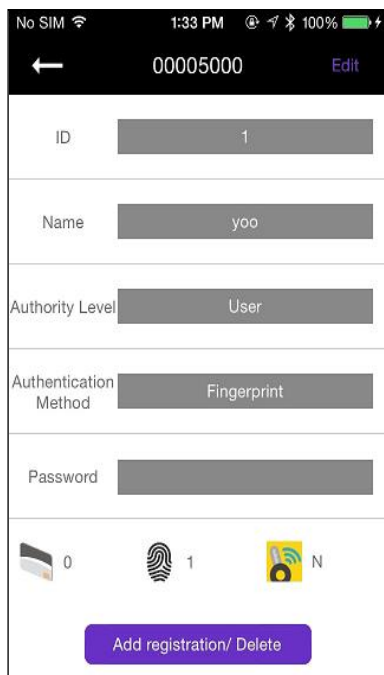 No SIM 1:33 PM 100%
00005000 Edit
ID 1
Name yoo
Authority Level User
Authentication
Method
Fingerprint
Password
0 1 N
Add registration/ Delete